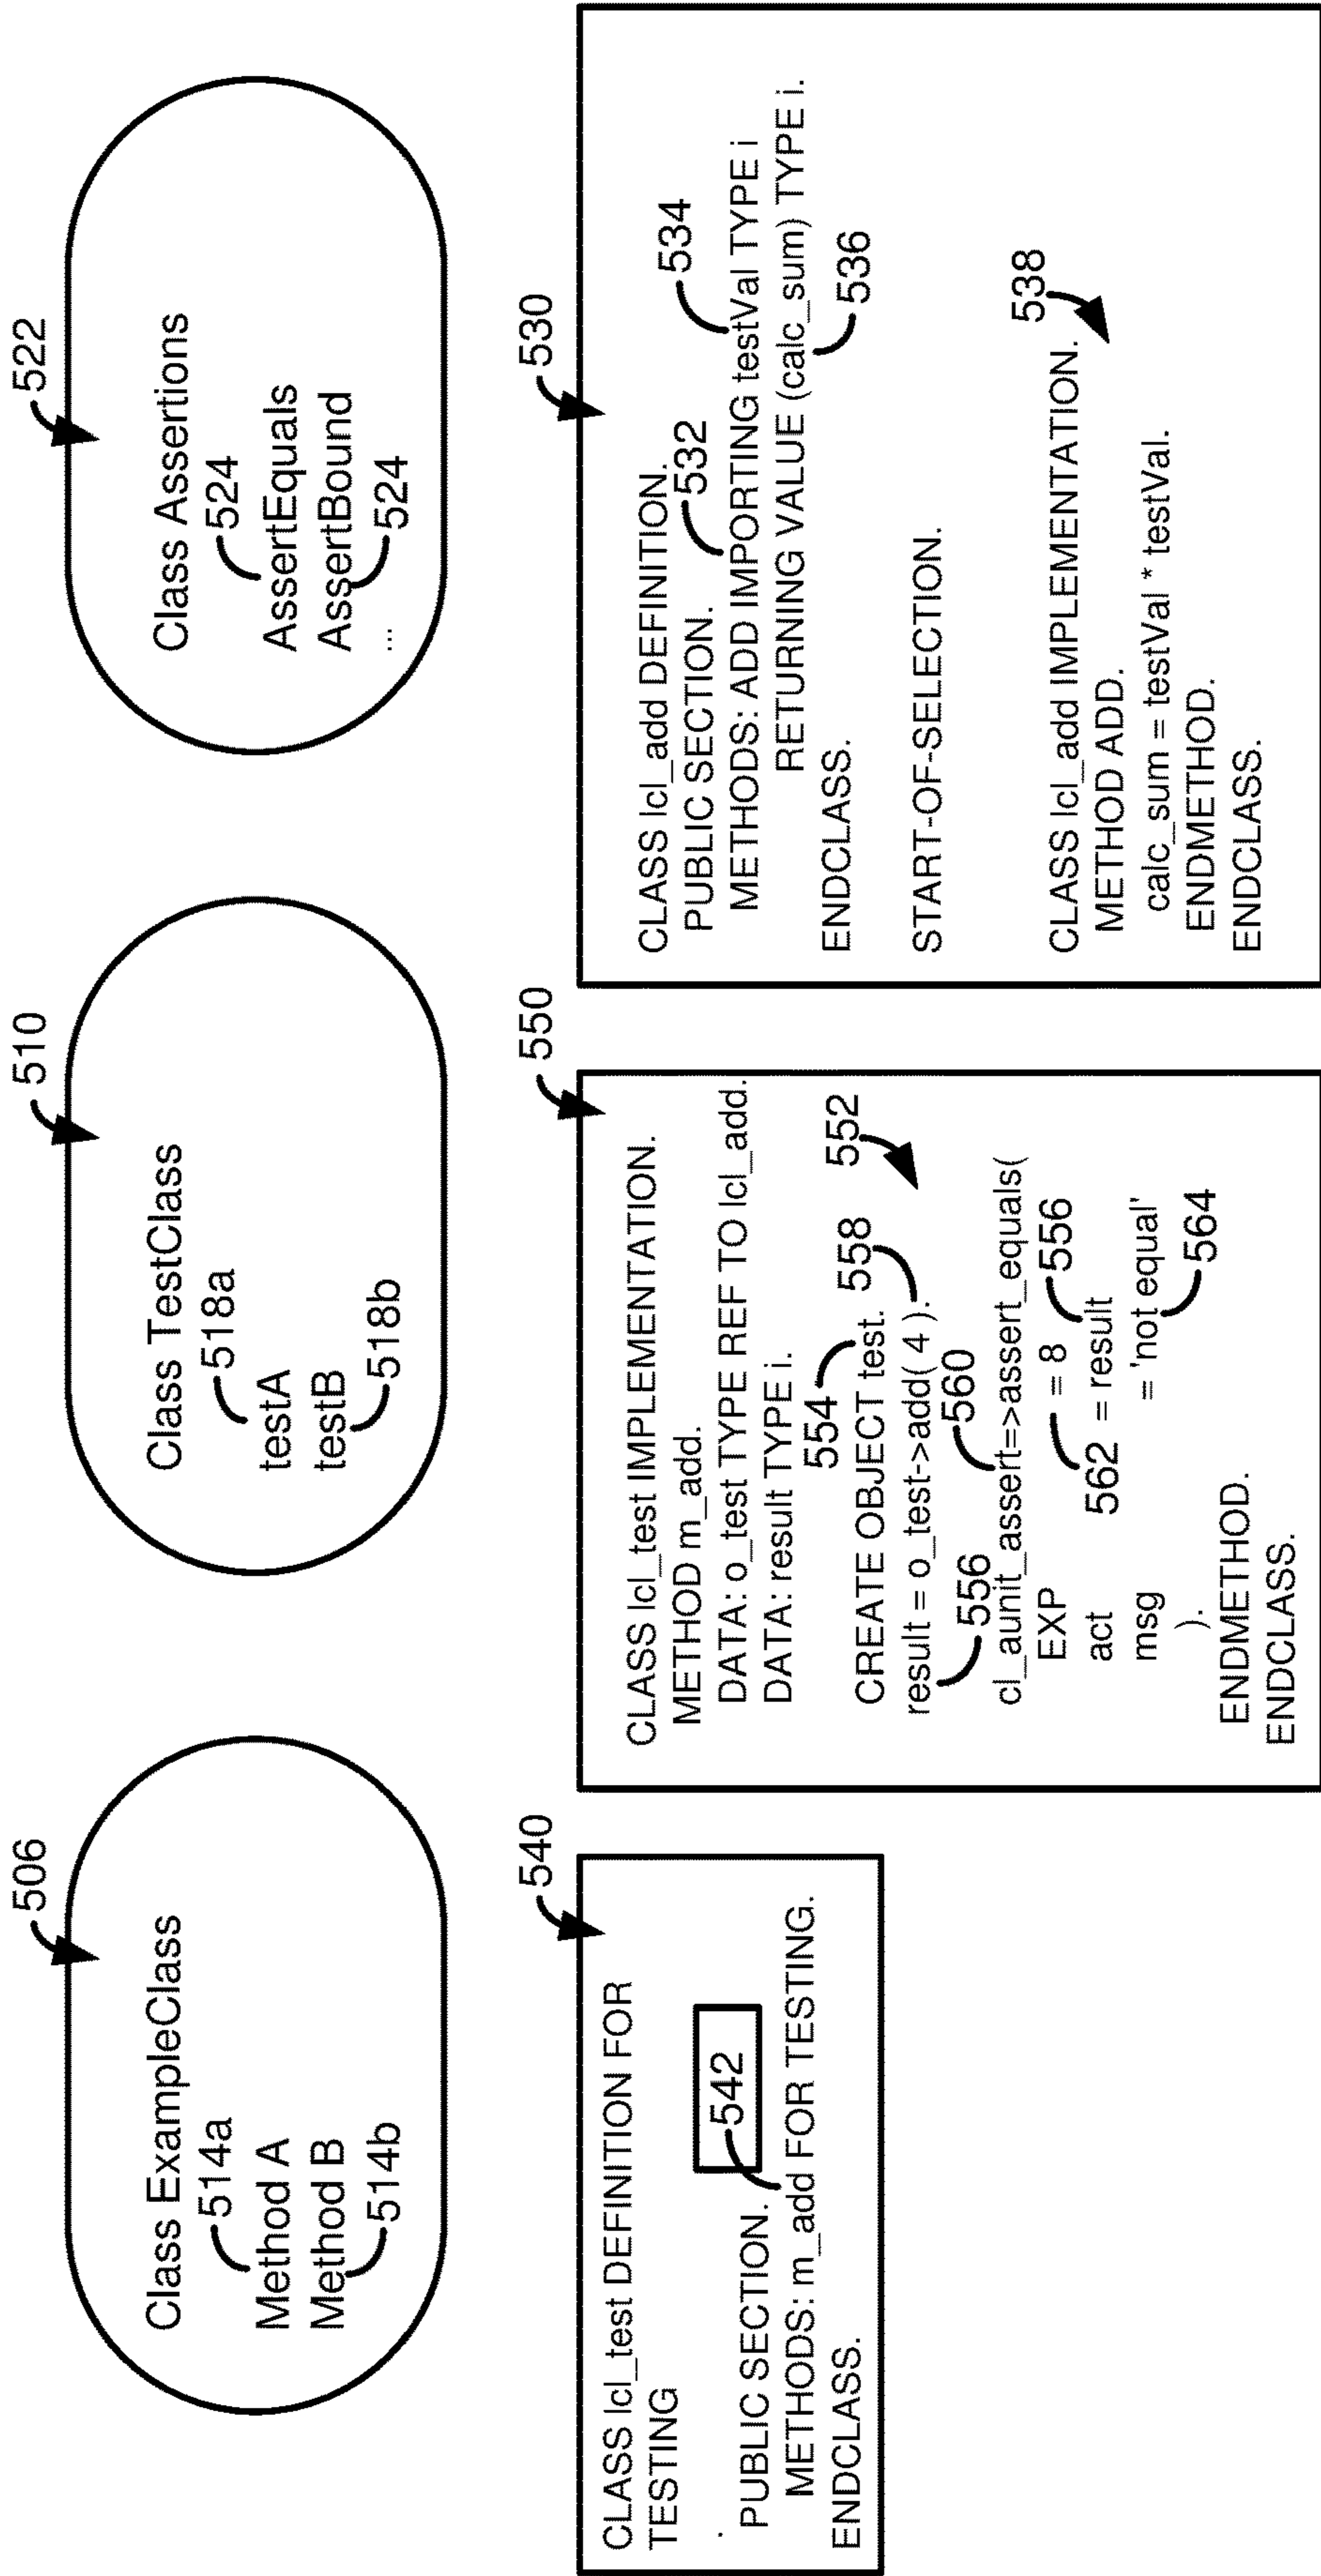 506
Class ExampleClass
514a
Method A
Method B
514b
510
Class TestClass
518a
testA
testB
518b
522
Class Assertions
524
AssertEquals
AssertBound
524
...
540
CLASS lcl_test DEFINITION FOR
TESTING
.
542
PUBLIC SECTION.
METHODS: m_add FOR TESTING.
ENDCLASS.
550
CLASS lcl_test IMPLEMENTATION.
METHOD m_add.
DATA: o_test TYPE REF TO lcl_add.
DATA: result TYPE i.
554
552
CREATE OBJECT test.
558
result = o_test->add( 4 ).
556
560
cl_aunit_assert=>assert_equals(
EXP = 8
556
562
act = result
msg = 'not equal'
564
).
ENDMETHOD.
ENDCLASS.
530
CLASS lcl_add DEFINITION.
PUBLIC SECTION.
532
534
METHODS: ADD IMPORTING testVal TYPE i
RETURNING VALUE (calc_sum) TYPE i.
536
ENDCLASS.
START-OF-SELECTION.
538
CLASS lcl_add IMPLEMENTATION.
METHOD ADD.
calc_sum = testVal * testVal.
ENDMETHOD.
ENDCLASS.